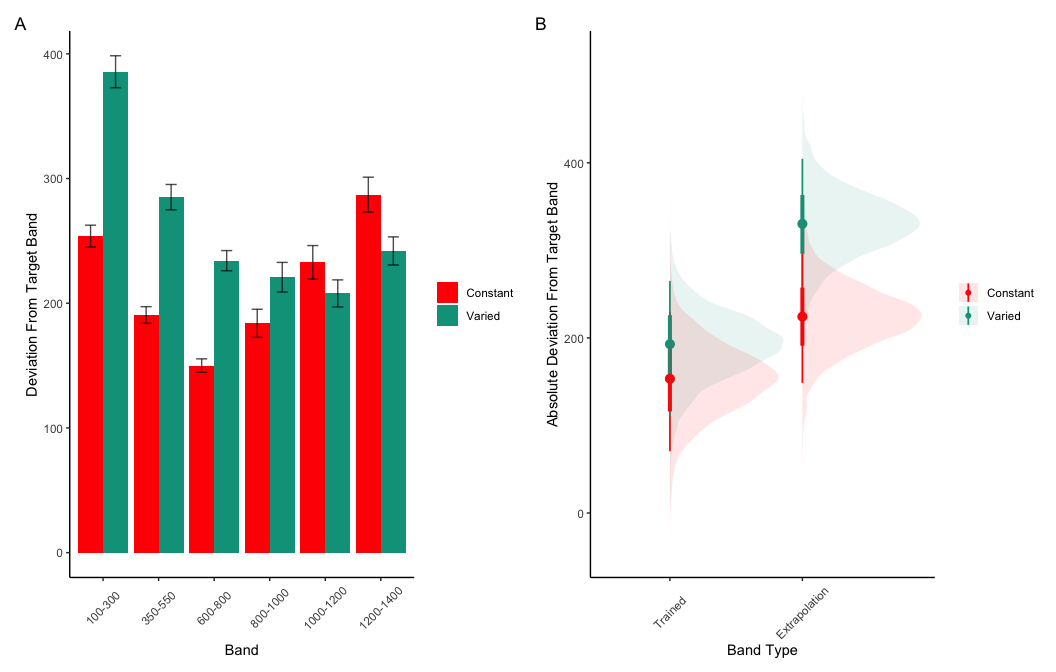 A
Deviation From Target Band
400
300
200
100
0
100-300
350-550
600-800
800-1000
1000-1200
1200-1400
Band
Constant
Varied
B
Absolute Deviation From Target Band
400
200
0
Trained
Extrapolation
Band Type
Constant
Varied